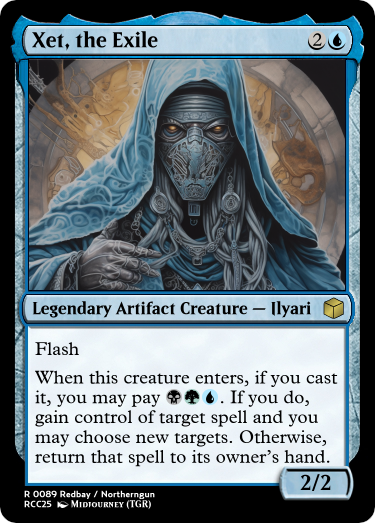 Xet, the Exile 2
Legendary Artifact Creature — Ilyari
Flash
When this creature enters, if you cast
it, you may pay . If you do,
gain control of target spell and you
may choose new targets. Otherwise,
return that spell to its owner's hand.
2/2
R 0089 Redbay / Northerngun
RCC25 Midjourney (TGR)